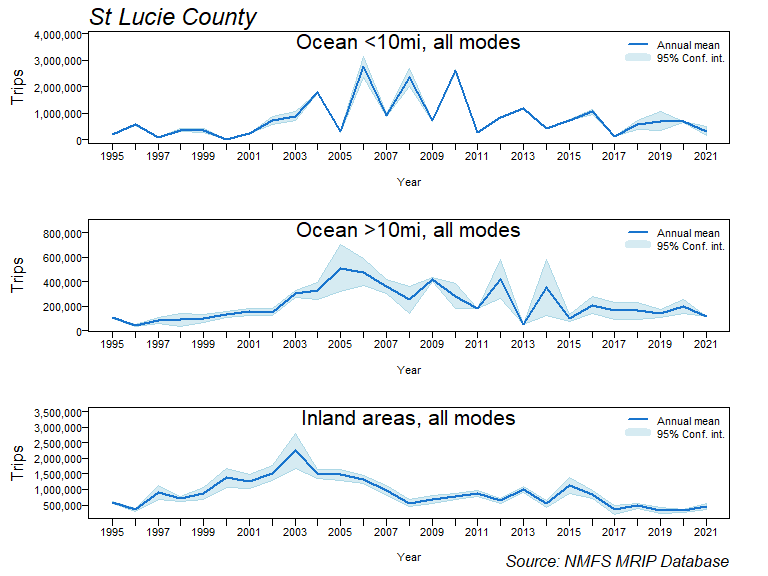 St Lucie County
Ocean <10mi, all modes
Annual mean
95% Conf. int.
Trips
4,000,000
3,000,000
2,000,000
1,000,000
0
1995 1997 1999 2001 2003 2005 2007 2009 2011 2013 2015 2017 2019 2021
Year
Ocean >10mi, all modes
Annual mean
95% Conf. int.
Trips
800,000
600,000
400,000
200,000
0
1995 1997 1999 2001 2003 2005 2007 2009 2011 2013 2015 2017 2019 2021
Year
Inland areas, all modes
Annual mean
95% Conf. int.
Trips
3,500,000
3,000,000
2,500,000
2,000,000
1,500,000
1,000,000
500,000
1995 1997 1999 2001 2003 2005 2007 2009 2011 2013 2015 2017 2019 2021
Year
Source: NMFS MRIP Database